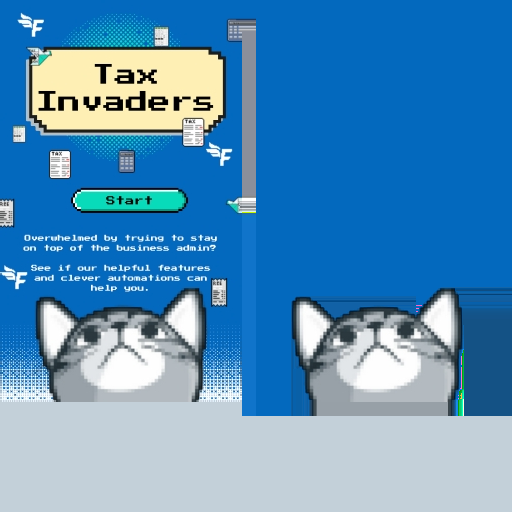 Tax
Invaders
TAX
TAX
Start
Overwhelmed by trying to stay
on top of the business admin?
See if our helpful features
and clever automations can
help you.